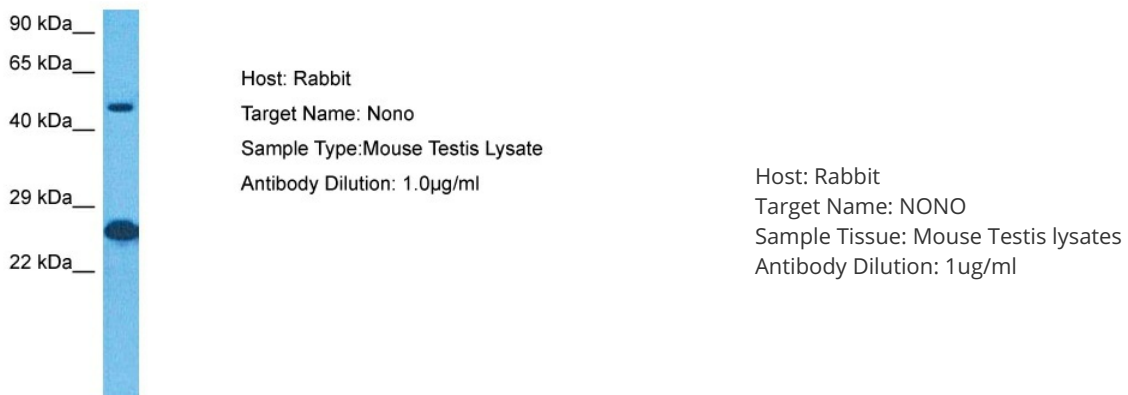 90 kDa__
65 kDa__
40 kDa__
29 kDa__
22 kDa__
Host: Rabbit
Target Name: Nono
Sample Type:Mouse Testis Lysate
Antibody Dilution: 1.0µg/ml
Host: Rabbit
Target Name: NONO
Sample Tissue: Mouse Testis lysates
Antibody Dilution: 1ug/ml